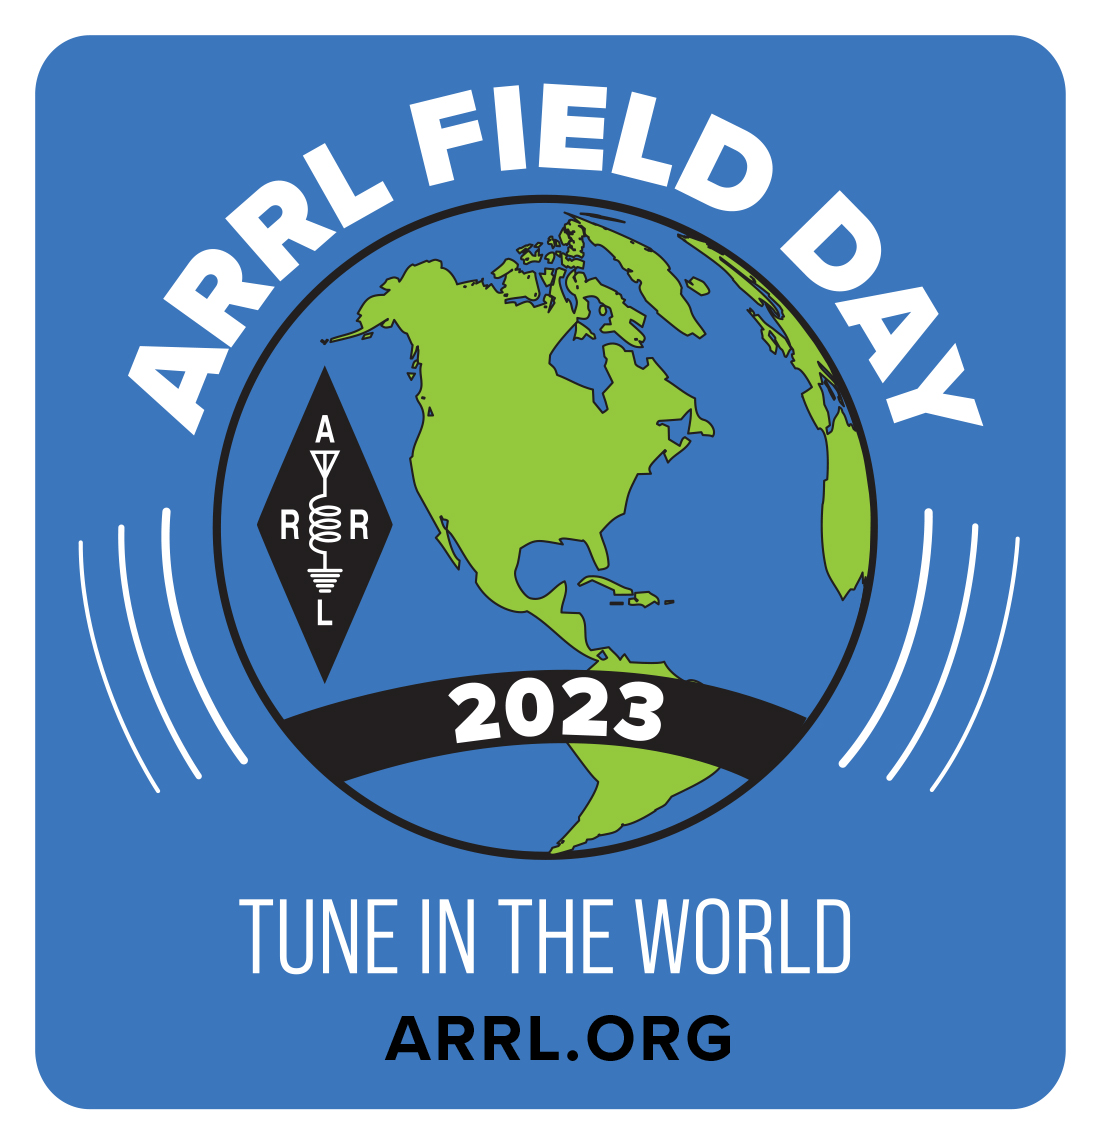 ARRL FIELD DAY
A
R R
L
2023
TUNE IN THE WORLD
ARRL.ORG